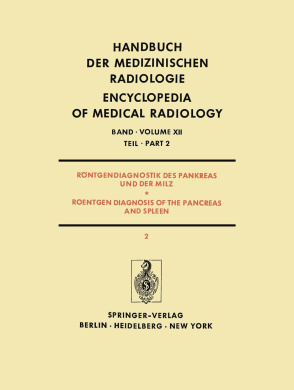 HANDBUCH
DER MEDIZINISCHEN
RADIOLOGIE
ENCYCLOPEDIA
OF MEDICAL RADIOLOGY
BAND · VOLUME XII
TEIL · PART 2
RÖNTGENDIAGNOSTIK DES PANKREAS
UND DER MILZ
★
ROENTGEN DIAGNOSIS OF THE PANCREAS
AND SPLEEN
2
SPRINGER-VERLAG
BERLIN · HEIDELBERG · NEW YORK